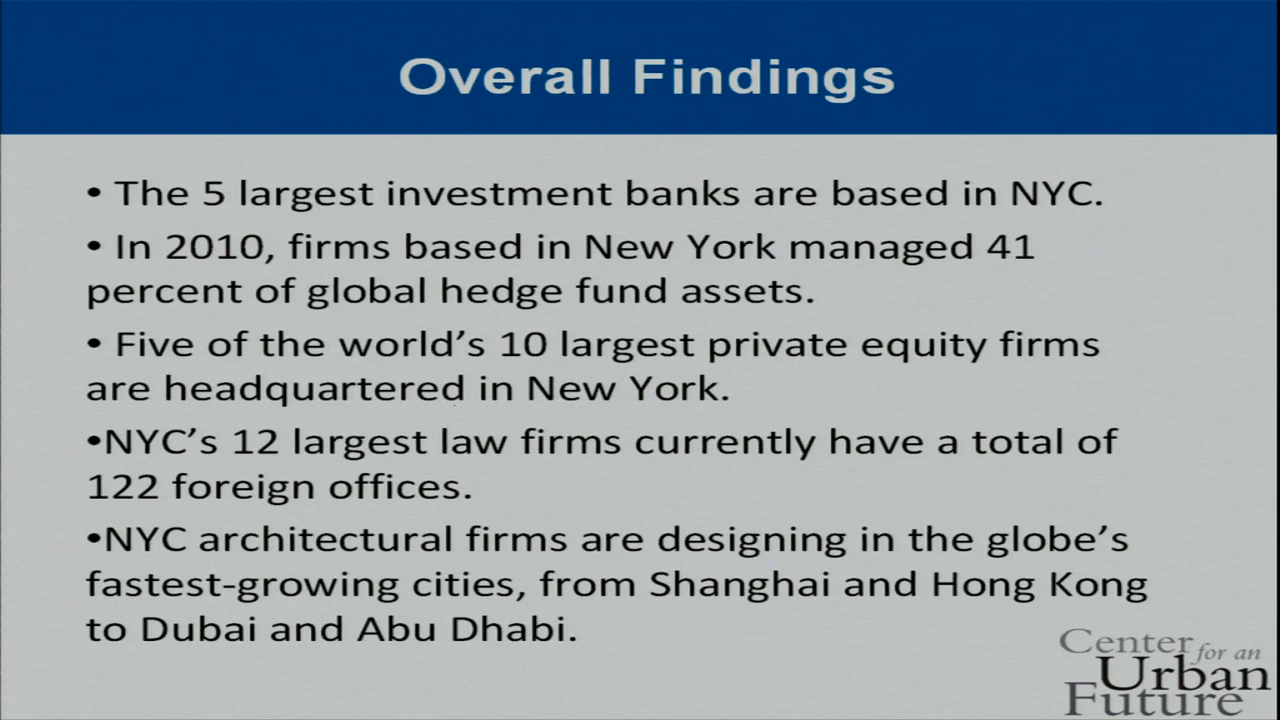 Overall Findings
• The 5 largest investment banks are based in NYC.
• In 2010, firms based in New York managed 41
percent of global hedge fund assets.
• Five of the world’s 10 largest private equity firms
are headquartered in New York.
•NYC’s 12 largest law firms currently have a total of
122 foreign offices.
•NYC architectural firms are designing in the globe’s
fastest-growing cities, from Shanghai and Hong Kong
to Dubai and Abu Dhabi.
Center for an
Urban
Future